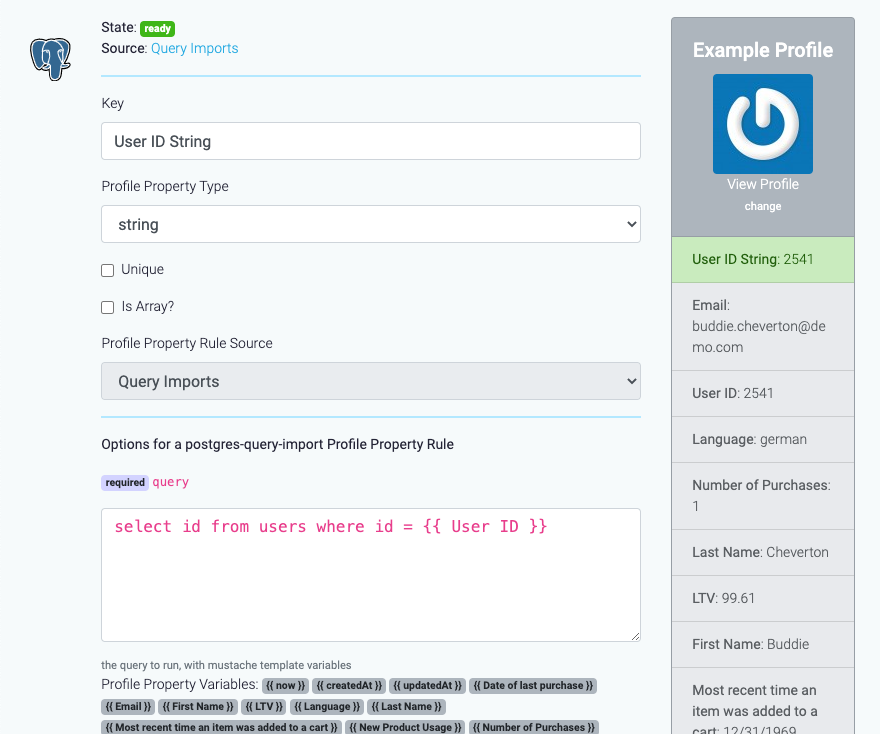 State: ready
Source: Query Imports
Key
User ID String
Profile Property Type
string
Unique
Is Array?
Profile Property Rule Source
Query Imports
Options for a postgres-query-import Profile Property Rule
required query
select id from users where id = {{ User ID }}
the query to run, with mustache template variables
Profile Property Variables: {{ now }} {{ createdAt }} {{ updatedAt }} {{ Date of last purchase }}
{{ Email }} {{ First Name }} {{ LTV }} {{ Language }} {{ Last Name }}
{{ Most recent time an item was added to a cart }} {{ New Product Usage }} {{ Number of Purchases }}
Example Profile
View Profile
change
User ID String: 2541
Email:
buddie.cheverton@de
mo.com
User ID: 2541
Language: german
Number of Purchases:
1
Last Name: Cheverton
LTV: 99.61
First Name: Buddie
Most recent time an
item was added to a
cart: 12/31/1969